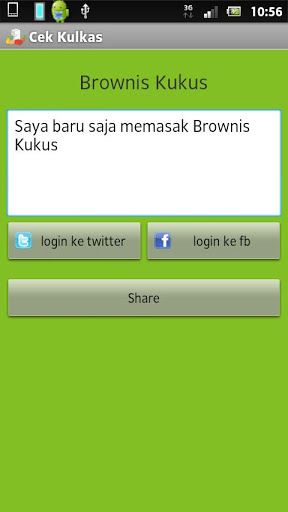 3G 10:56
Cek Kulkas
Brownis Kukus
Saya baru saja memasak Brownis
Kukus
login ke twitter login ke fb
Share